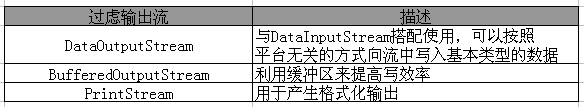 过虑输出流 描述
DataOutputStream 与DataInputStream搭配使用，可以按照
平台无关的方式向流中写入基本类型的数据
BufferedOutputStream 利用缓冲区来提高写效率
PrintStream 用于产生格式化输出